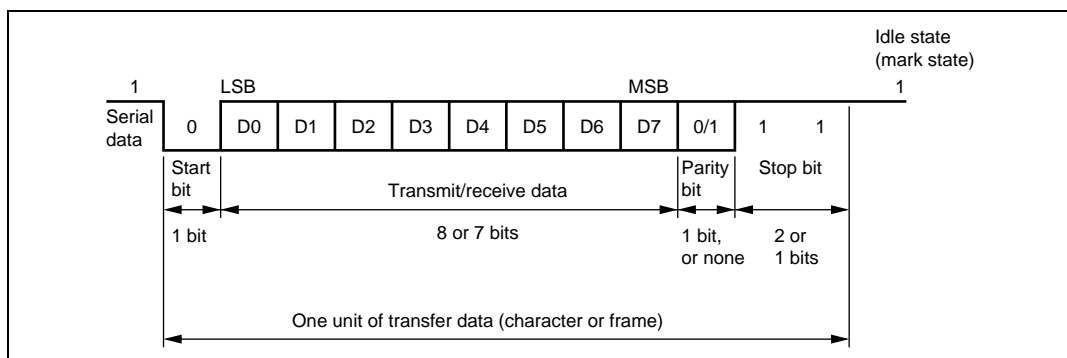 Idle state
(mark state)
1 LSB MSB 1
Serial
data
0 D0 D1 D2 D3 D4 D5 D6 D7 0/1 1 1
Start
bit
Transmit/receive data
Parity
bit
Stop bit
1 bit
8 or 7 bits
1 bit,
or none
2 or
1 bits
One unit of transfer data (character or frame)